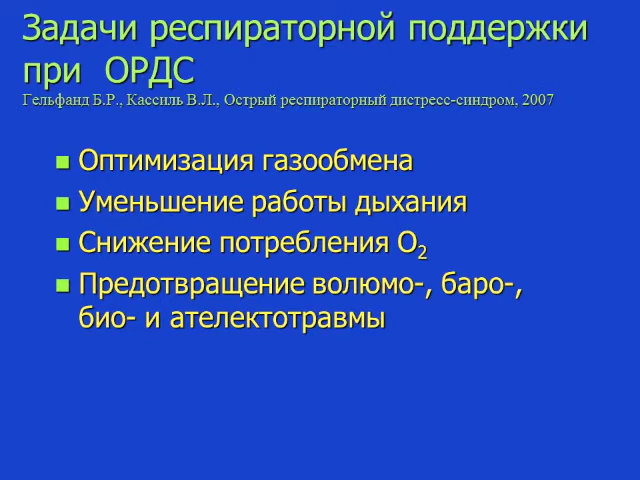 Задачи респираторной поддержки
при ОРДС
Гельфанд Б.Р., Кассиль В.Л., Острый респираторный дистресс-синдром, 2007
Оптимизация газообмена
Уменьшение работы дыхания
Снижение потребления О₂
Предотвращение волюмо-, баро-,
био- и ателектотравмы